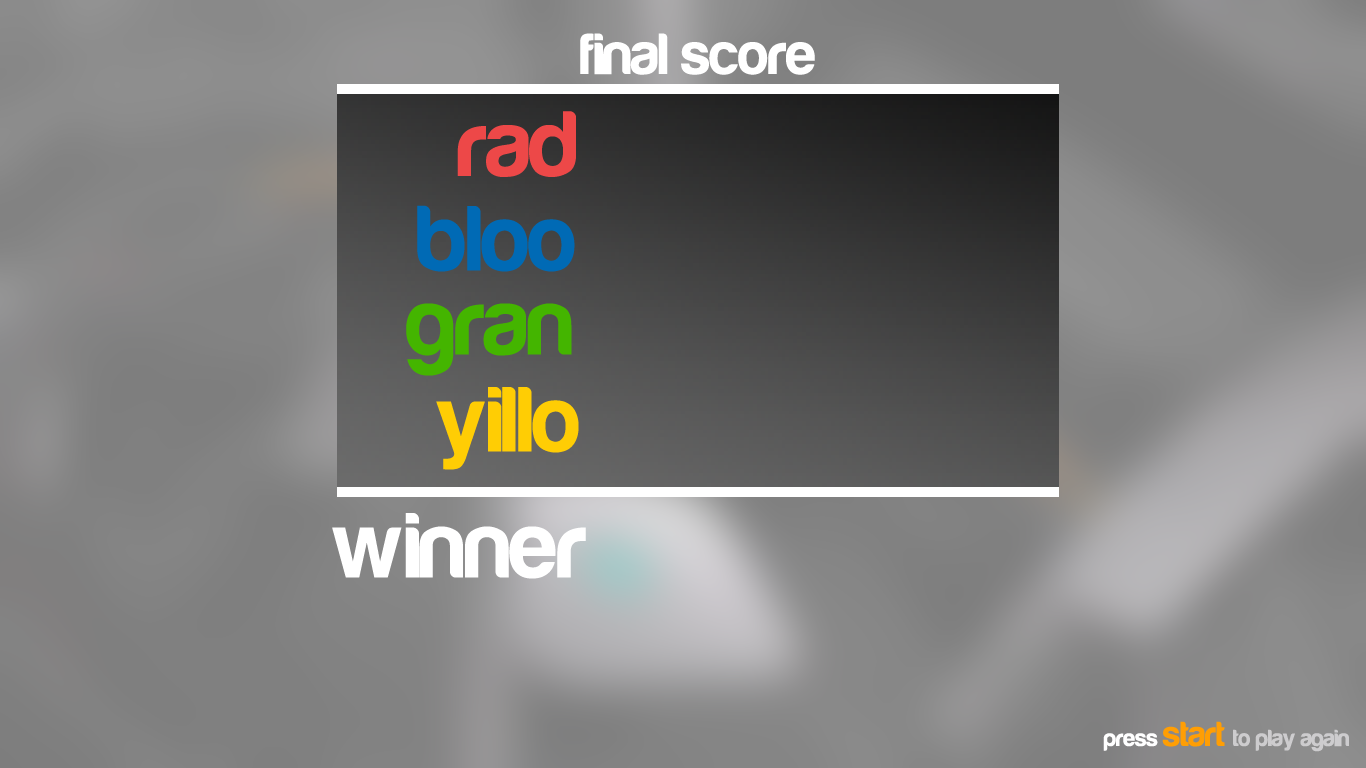 final score
rad
bloo
gran
yillo
winner
press start to play again